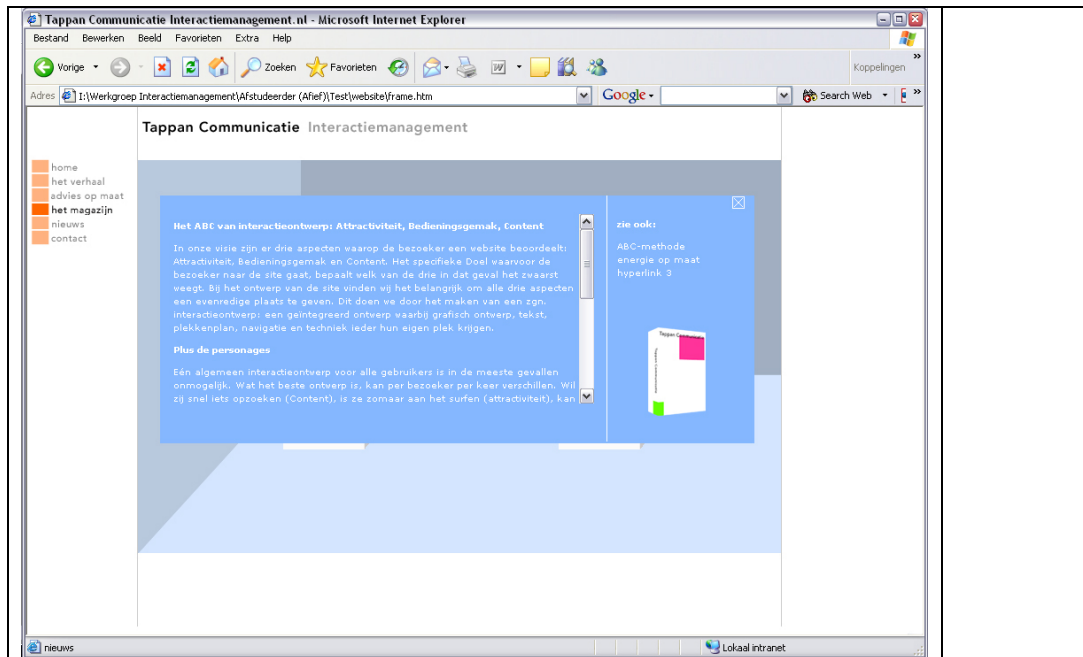 Tappan Communicatie Interactiemanagement.nl - Microsoft Internet Explorer
Bestand Bewerken Beeld Favorieten Extra Help
Vorige Zoeken Favorieten Koppelingen
Adres I:\Werkgroep Interactiemanagement\Afstudeerder (Afief)\Test\website\frame.htm Google Search Web
Tappan Communicatie Interactiemanagement
home
het verhaal
advies op maat
het magazijn
nieuws
contact
Het ABC van interactieontwerp: Attractiviteit, Bedieningsgemak, Content
In onze visie zijn er drie aspecten waarop de bezoeker een website beoordeelt:
Attractiviteit, Bedieningsgemak en Content. Het specifieke Doel waarvoor de
bezoeker naar de site gaat, bepaalt welk van de drie in dat geval het zwaarst
weegt. Bij het ontwerp van de site vinden vij het belangrijk om alle drie aspecten
een evenredige plaats te geven. Dit doen we door het maken van een zgn.
interactieontwerp: een geïntegreerd ontwerp waarbij grafisch ontwerp, tekst,
plekkenplan, navigatie en techniek ieder hun eigen plek krijgen.
Plus de personages
Eén algemeen interactieontwerp voor alle gebruikers is in de meeste gevallen
onmogelijk. Wat het beste ontwerp is, kan per bezoeker per keer verschillen. Wil
zij snel iets opzoeken (Content), is ze zomaar aan het surfen (attractiviteit), kan
zie ook:
ABC-methode
energie op maat
hyperlink 3
Tappan Communicatie
Tappan Communicatie
nieuws Lokaal intranet